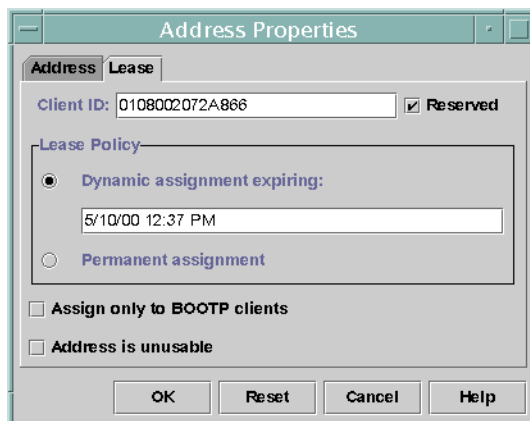 Address Properties
Address Lease
Client ID: 0108002072A866 Reserved
Lease Policy
Dynamic assignment expiring:
5/10/00 12:37 PM
Permanent assignment
Assign only to BOOTP clients
Address is unusable
OK Reset Cancel Help